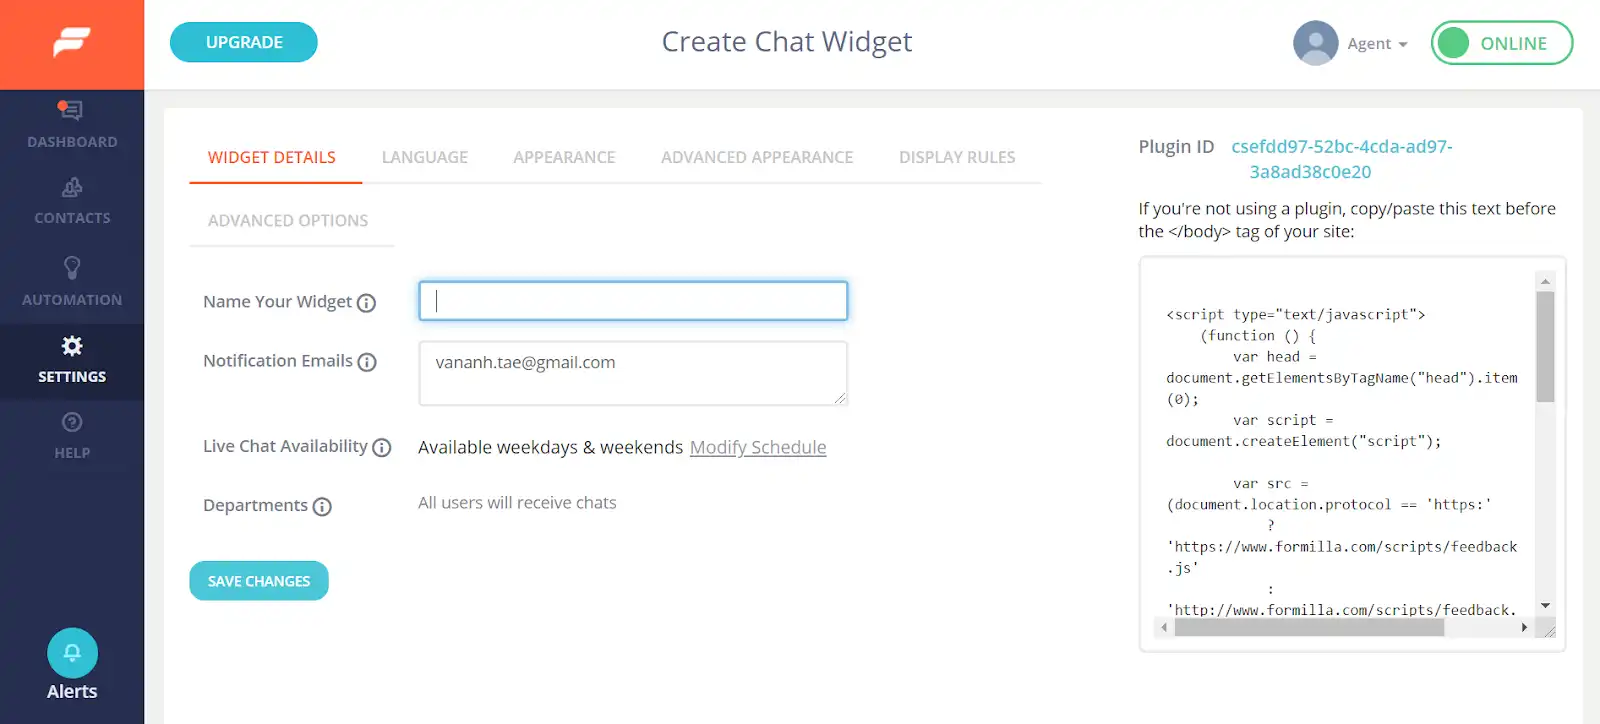 UPGRADE
Create Chat Widget
Agent
ONLINE
DASHBOARD
CONTACTS
AUTOMATION
SETTINGS
HELP
Alerts
WIDGET DETAILS
LANGUAGE
APPEARANCE
ADVANCED APPEARANCE
DISPLAY RULES
ADVANCED OPTIONS
Name Your Widget
Notification Emails
vananh.tae@gmail.com
Live Chat Availability
Available weekdays & weekends Modify Schedule
Departments
All users will receive chats
SAVE CHANGES
Plugin ID csefdd97-52bc-4cda-ad97-
3a8ad38c0e20
If you're not using a plugin, copy/paste this text before
the </body> tag of your site:
<script type="text/javascript">
(function () {
var head =
document.getElementsByTagName("head").item
(0);
var script =
document.createElement("script");
var src =
(document.location.protocol == 'https:'
?
'https://www.formilla.com/scripts/feedback
.js'
:
'http://www.formilla.com/scripts/feedback.